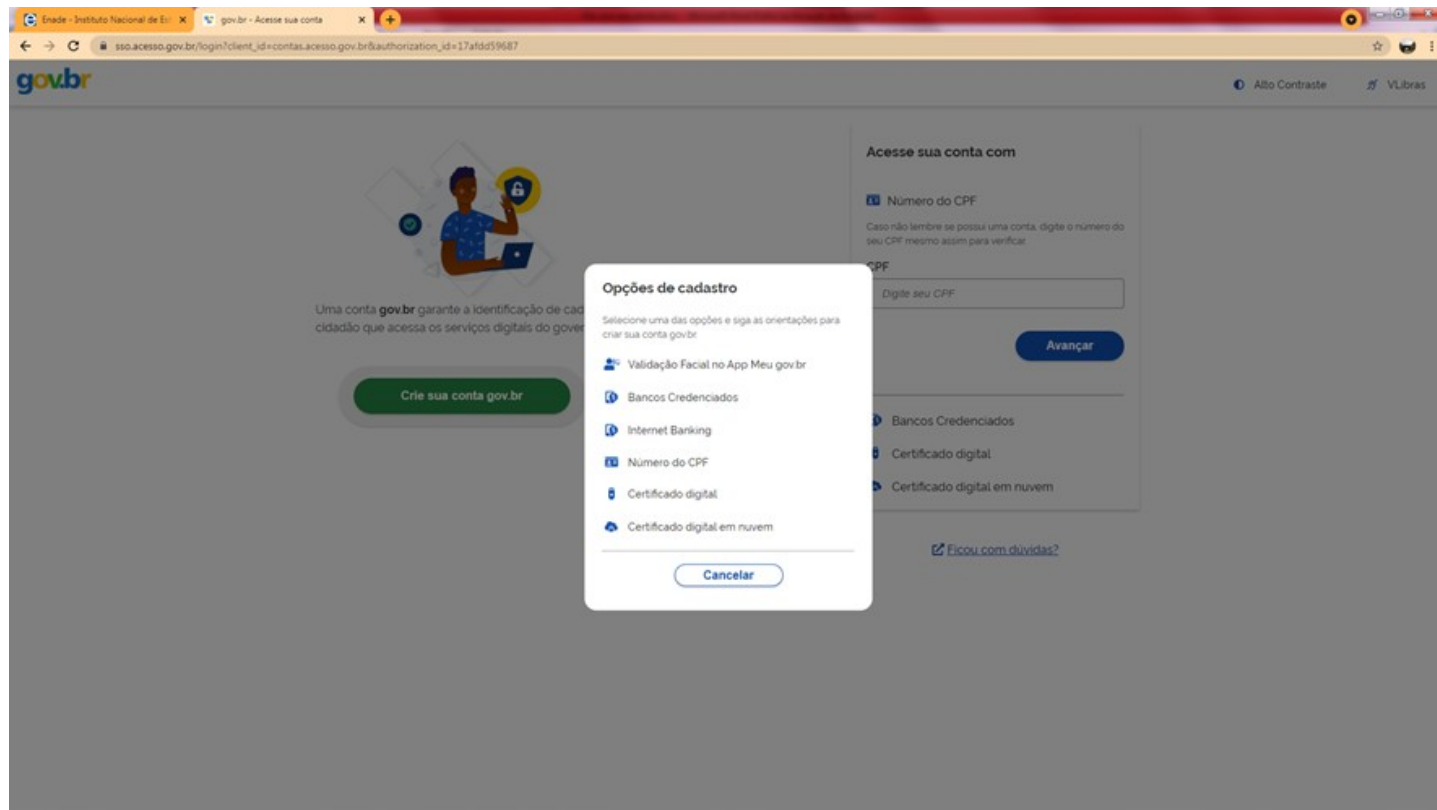 Enade - Instituto Nacional de Es
gov.br - Acesse sua conta
sso.acesso.gov.br/login?client_id=contas.acesso.gov.br&authorization_id=17afdd59687
gov.br
Alto Contraste
VLibras
Uma conta gov.br garante a identificação de cad
cidadão que acessa os serviços digitais do gover
Crie sua conta gov.br
Opções de cadastro
Selecione uma das opções e siga as orientações para
criar sua conta gov.br
Validação Facial no App Meu gov.br
Bancos Credenciados
Internet Banking
Número do CPF
Certificado digital
Certificado digital em nuvem
Cancelar
Acesse sua conta com
Número do CPF
Caso não lembre se possui uma conta, digite o número do
seu CPF mesmo assim para verificar.
CPF
Digite seu CPF
Avançar
Bancos Credenciados
Certificado digital
Certificado digital em nuvem
Ficou com dúvidas?